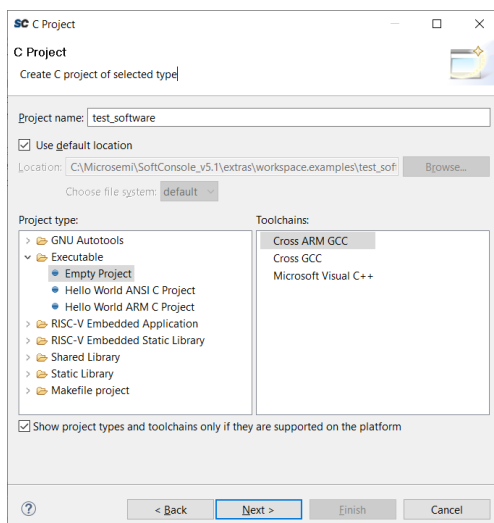 SC C Project
C Project
Create C project of selected type
Project name: test_software
Use default location
Location: C:\Microsemi\SoftConsole_v5.1\extras\workspace.examples\test_sof Browse...
Choose file system: default
Project type: Toolchains:
GNU Autotools Cross ARM GCC
Executable Cross GCC
Empty Project Microsoft Visual C++
Hello World ANSI C Project
Hello World ARM C Project
RISC-V Embedded Application
RISC-V Embedded Static Library
Shared Library
Static Library
Makefile project
Show project types and toolchains only if they are supported on the platform
? < Back Next > Finish Cancel